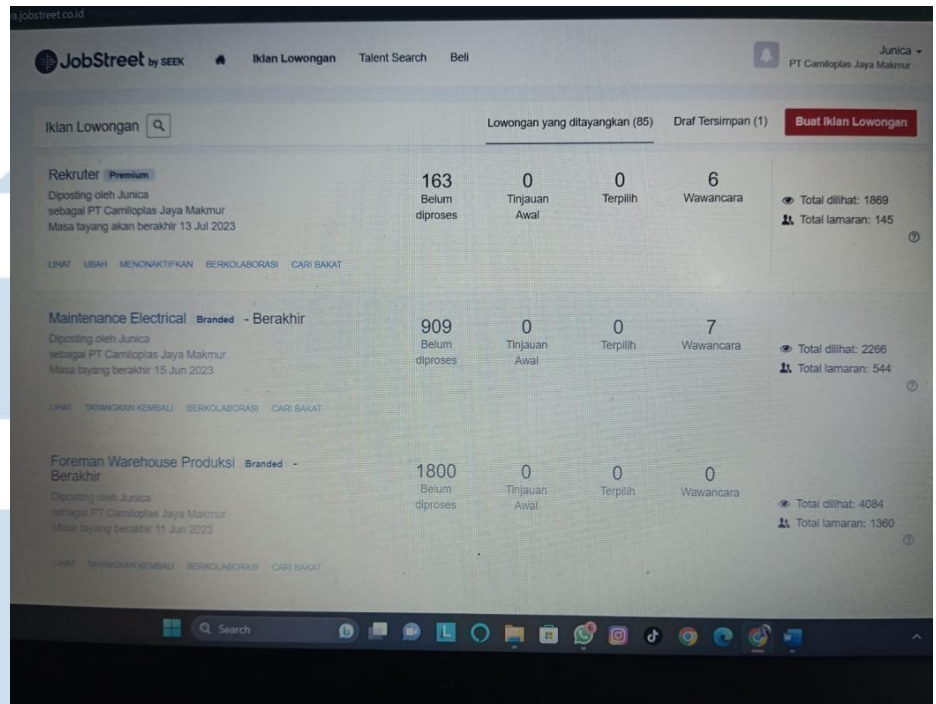 a.jobstreet.co.id
JobStreet by SEEK
Iklan Lowongan
Talent Search
Beli
Junica
PT Camiloplas Jaya Makmur
Iklan Lowongan
Lowongan yang ditayangkan (85)
Draf Tersimpan (1)
Buat Iklan Lowongan
Rekruter Premium
Diposting oleh Junica
sebagai PT Camiloplas Jaya Makmur
Masa tayang akan berakhir 13 Jul 2023
LIHAT UBAH MENONAKTIFKAN BERKOLABORASI CARI BAKAT
163
Belum
diproses
0
Tinjauan
Awal
0
Terpilih
6
Wawancara
Total dilihat: 1869
Total lamaran: 145
Maintenance Electrical Branded - Berakhir
Diposting oleh Junica
sebagai PT Camiloplas Jaya Makmur
Masa tayang berakhir 15 Jun 2023
LIHAT TAYANGKAN KEMBALI BERKOLABORASI CARI BAKAT
909
Belum
diproses
0
Tinjauan
Awal
0
Terpilih
7
Wawancara
Total dilihat: 2266
Total lamaran: 544
Foreman Warehouse Produksi Branded -
Berakhir
Diposting oleh Junica
sebagai PT Camiloplas Jaya Makmur
Masa tayang berakhir 11 Jun 2023
LIHAT TAYANGKAN KEMBALI BERKOLABORASI CARI BAKAT
1800
Belum
diproses
0
Tinjauan
Awal
0
Terpilih
0
Wawancara
Total dilihat: 4084
Total lamaran: 1360
Search